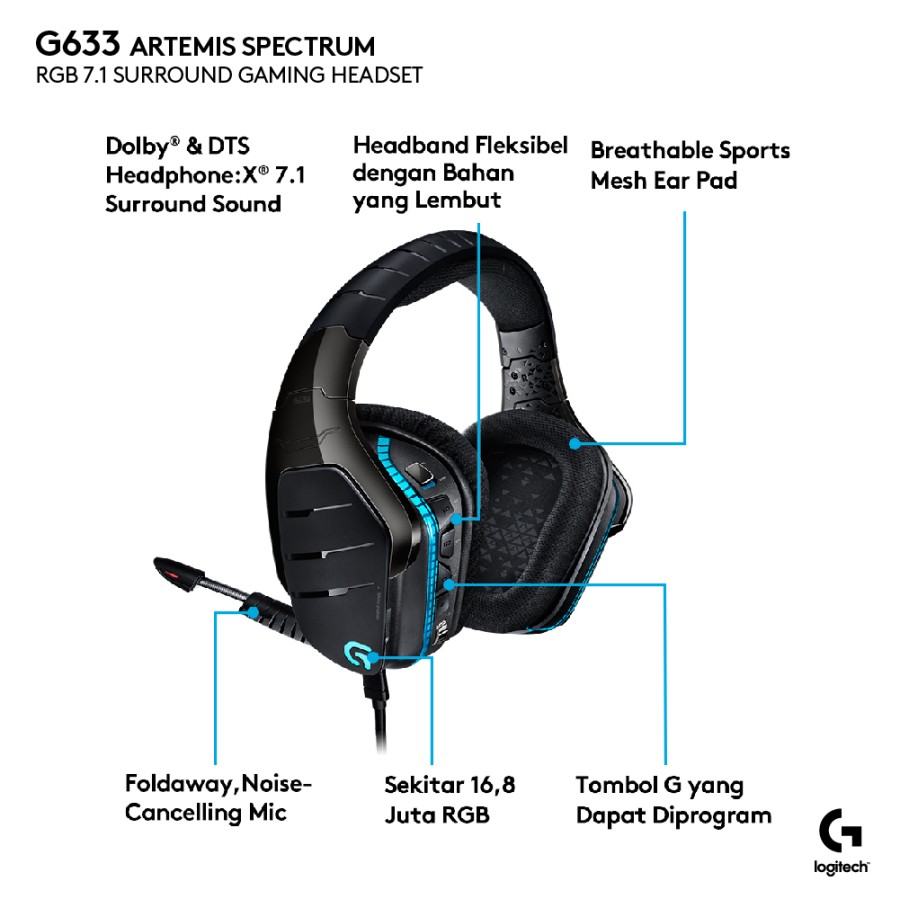 G633 ARTEMIS SPECTRUM
RGB 7.1 SURROUND GAMING HEADSET
Dolby® & DTS
Headphone:X® 7.1
Surround Sound
Headband Fleksibel
dengan Bahan
yang Lembut
Breathable Sports
Mesh Ear Pad
Foldaway,Noise-
Cancelling Mic
Sekitar 16,8
Juta RGB
Tombol G yang
Dapat Diprogram
logitech